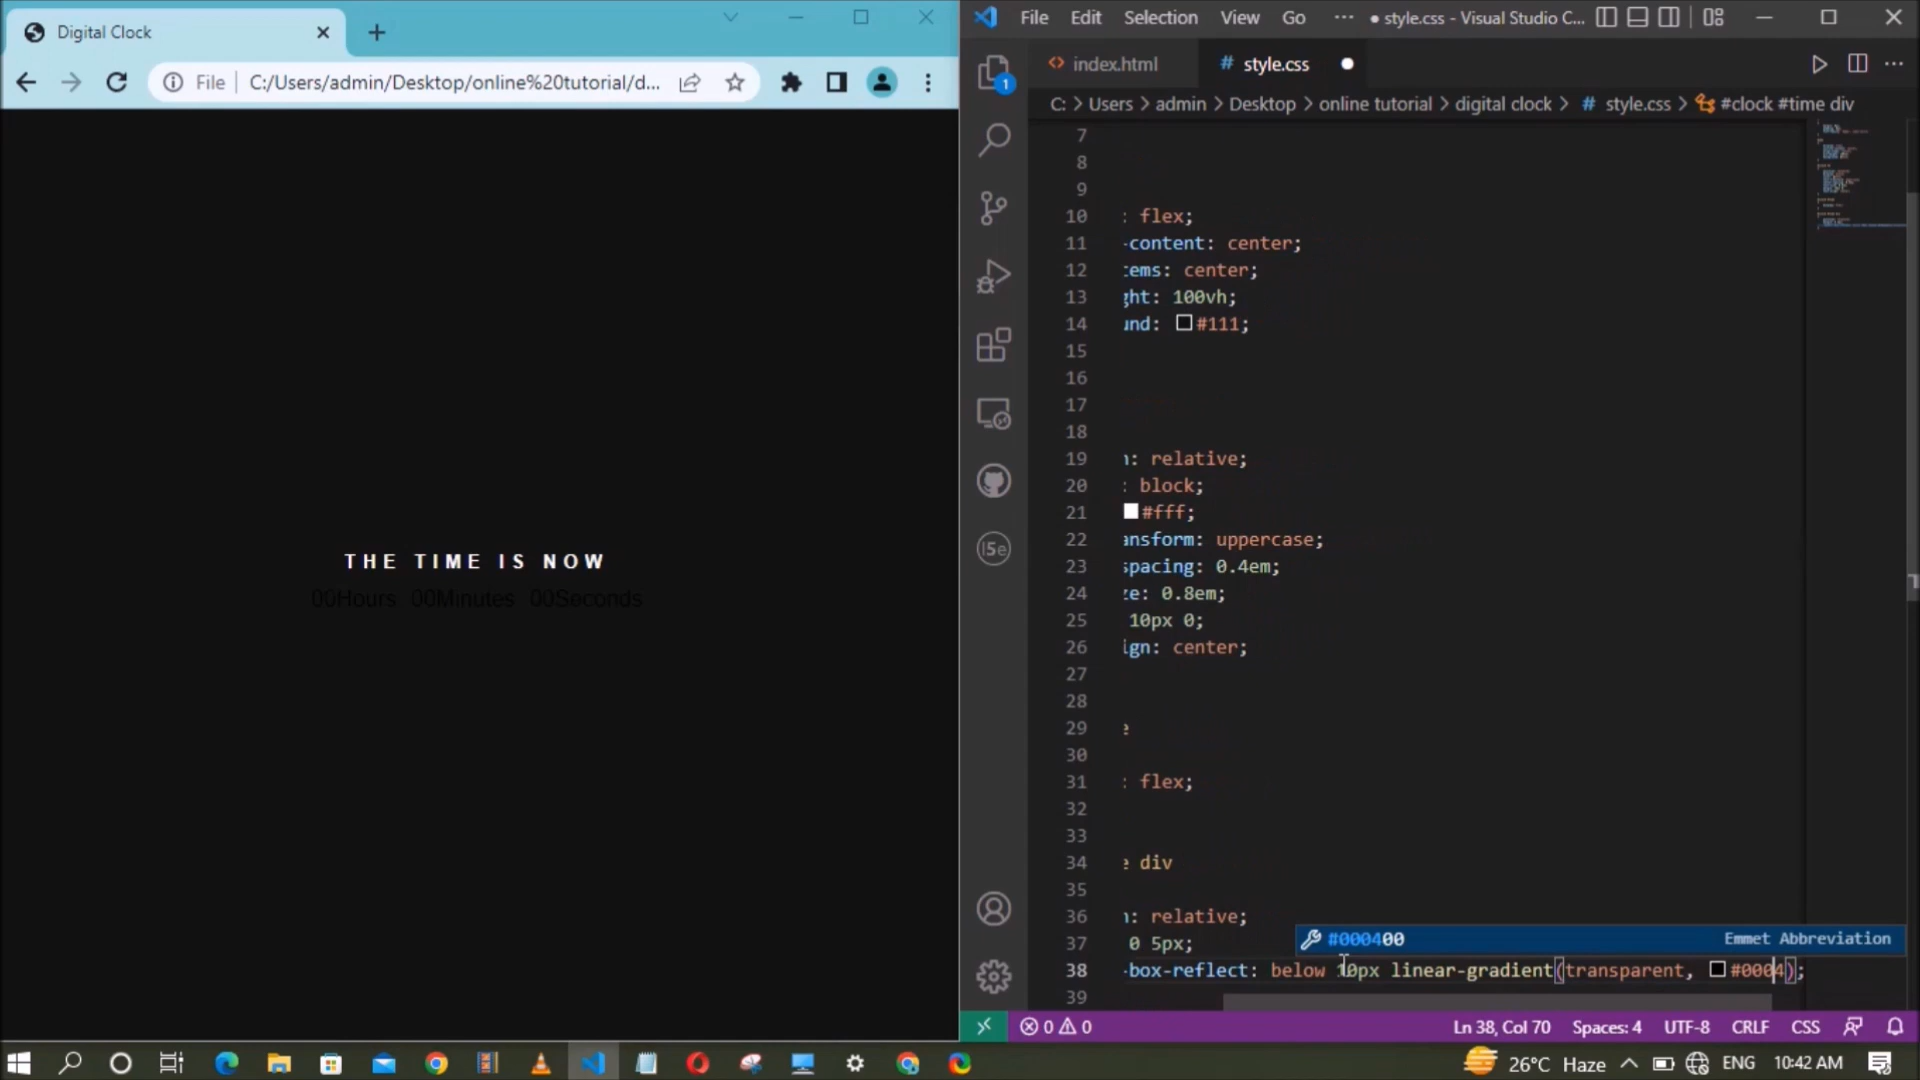 Digital Clock
File C:/Users/admin/Desktop/online%20tutorial/d...
THE TIME IS NOW
00Hours 00Minutes 00Seconds
File Edit Selection View Go ··· ● style.css - Visual Studio C...
1
<> index.html # style.css ●
C: > Users > admin > Desktop > online tutorial > digital clock > # style.css > #clock #time div
7
8
9
10 : flex;
11 -content: center;
12 tems: center;
13 ght: 100vh;
14 und: #111;
15
16
17
18
19 n: relative;
20 : block;
21 #fff;
22 ansform: uppercase;
23 spacing: 0.4em;
24 ze: 0.8em;
25 10px 0;
26 ign: center;
27
28
29 e
30
31 : flex;
32
33
34 e div
35
36 n: relative;
#000400 Emmet Abbreviation
37 0 5px;
38 -box-reflect: below 10px linear-gradient(transparent, #0004);
39
15e
0 0 Ln 38, Col 70 Spaces: 4 UTF-8 CRLF CSS
26°C Haze ENG 10:42 AM